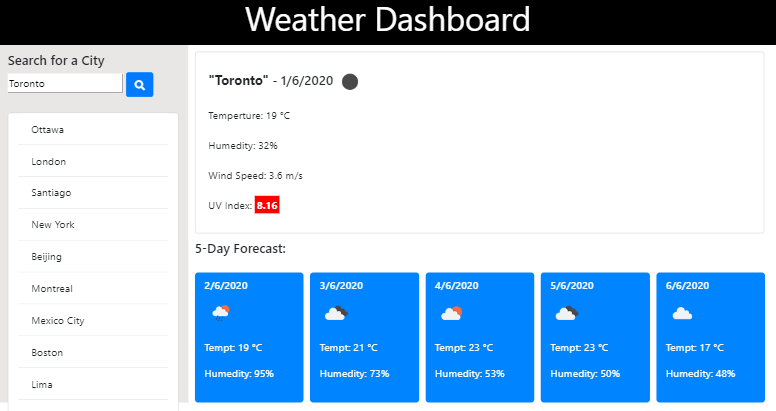 Weather Dashboard
Search for a City
Toronto
Ottawa
London
Santiago
New York
Beijing
Montreal
Mexico City
Boston
Lima
"Toronto" - 1/6/2020
Temperture: 19 °C
Humedity: 32%
Wind Speed: 3.6 m/s
UV Index: 8.16
5-Day Forecast:
2/6/2020
Tempt: 19 °C
Humedity: 95%
3/6/2020
Tempt: 21 °C
Humedity: 73%
4/6/2020
Tempt: 23 °C
Humedity: 53%
5/6/2020
Tempt: 23 °C
Humedity: 50%
6/6/2020
Tempt: 17 °C
Humedity: 48%